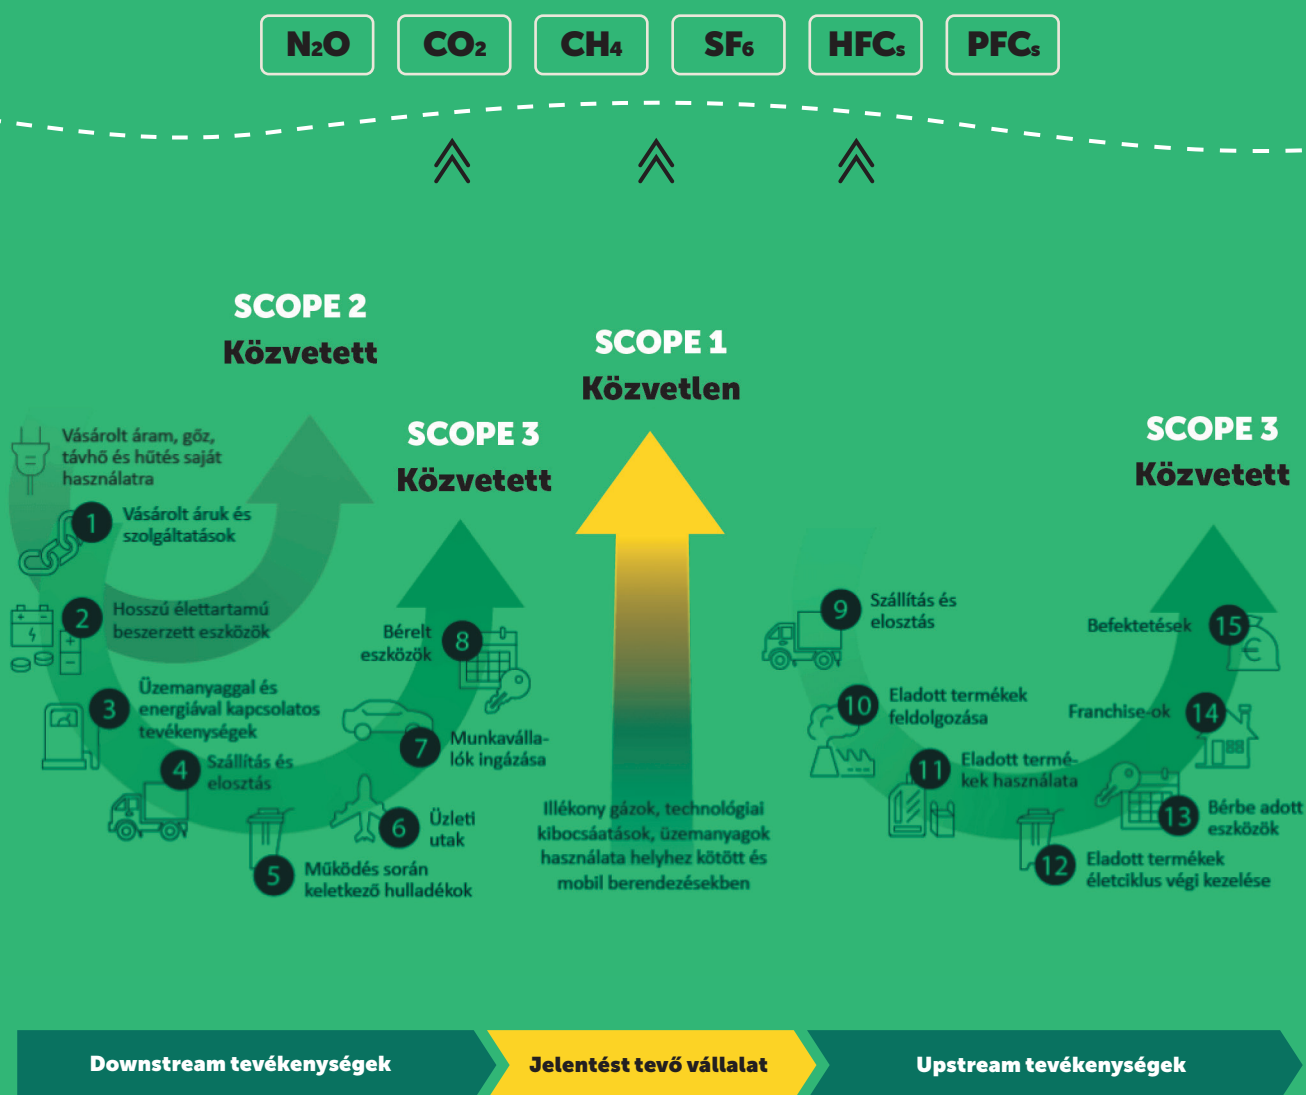 N₂O CO₂ CH₄ SF₆ HFCs PFCs
SCOPE 2
Közvetett
SCOPE 1
Közvetlen
SCOPE 3
Közvetett
SCOPE 3
Közvetett
Vásárolt áram, gőz,
távhő és hűtés saját
használatra
1 Vásárolt áruk és
szolgáltatások
2 Hosszú élettartamú
beszerzett eszközök
3 Üzemanyaggal és
energiával kapcsolatos
tevékenységek
4 Szállítás és
elosztás
5 Működés során
keletkező hulladékok
6 Üzleti
utak
7 Munkaválla-
lók ingázása
8 Bérelt
eszközök
Illékony gázok, technológiai
kibocsáatások, üzemanyagok
használata helyhez kötött és
mobil berendezésekben
9 Szállítás és
elosztás
10 Eladott termékek
feldolgozása
11 Eladott termé-
kek használata
12 Eladott termékek
életciklus végi kezelése
13 Bérbe adott
eszközök
Franchise-ok 14
Befektetések 15
€
Downstream tevékenységek
Jelentést tevő vállalat
Upstream tevékenységek